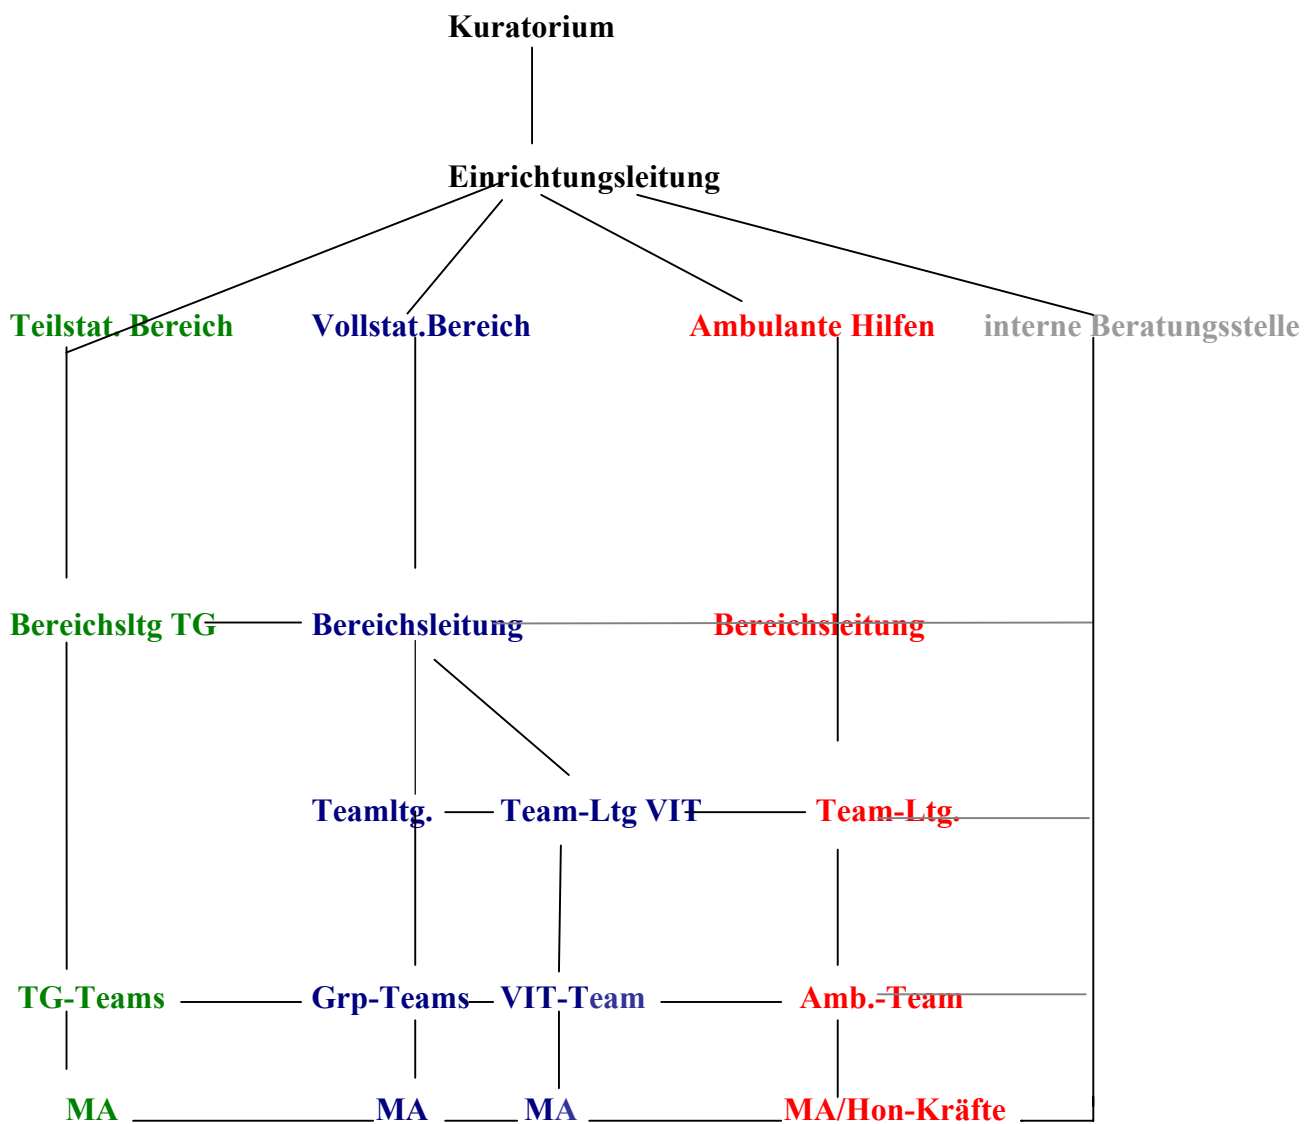 Kuratorium
Einrichtungsleitung
Teilstat. Bereich Vollstat.Bereich Ambulante Hilfen interne Beratungsstelle
Bereichsltg TG Bereichsleitung Bereichsleitung
Teamltg. Team-Ltg VIT Team-Ltg.
TG-Teams Grp-Teams VIT-Team Amb.-Team
MA MA MA MA/Hon-Kräfte